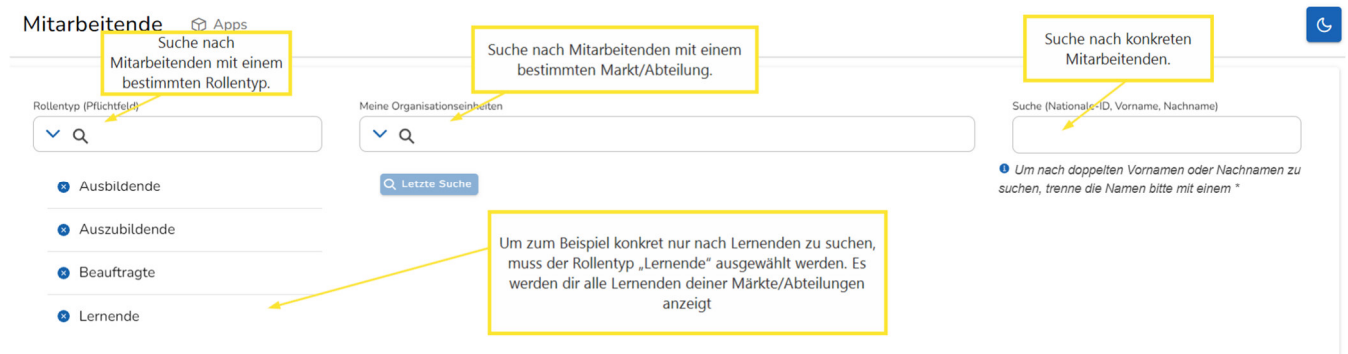 Mitarbeitende Apps
Suche nach
Mitarbeitenden mit einem
bestimmten Rollentyp.
Suche nach Mitarbeitenden mit einem
bestimmten Markt/Abteilung.
Suche nach konkreten
Mitarbeitenden.
Rollentyp (Pflichtfeld)
Meine Organisationseinheiten
Suche (Nationale-ID, Vorname, Nachname)
Letzte Suche
Um nach doppelten Vornamen oder Nachnamen zu
suchen, trenne die Namen bitte mit einem *
Ausbildende
Auszubildende
Beauftragte
Lernende
Um zum Beispiel konkret nur nach Lernenden zu suchen,
muss der Rollentyp „Lernende“ ausgewählt werden. Es
werden dir alle Lernenden deiner Märkte/Abteilungen
anzeigt